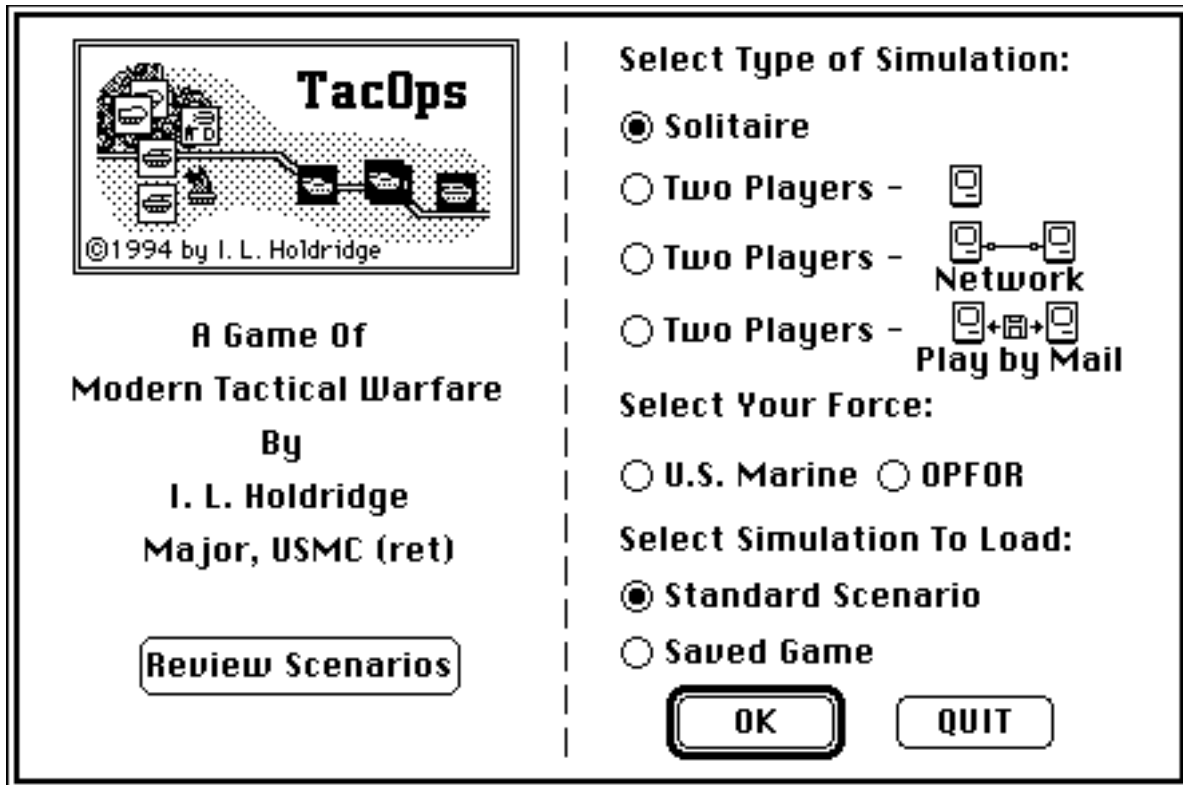 TacOps
©1994 by I. L. Holdridge
A Game Of
Modern Tactical Warfare
By
I. L. Holdridge
Major, USMC (ret)
Review Scenarios
Select Type of Simulation:
Solitaire
Two Players -
Two Players -
Network
Two Players -
Play by Mail
Select Your Force:
U.S. Marine OPFOR
Select Simulation To Load:
Standard Scenario
Saved Game
OK QUIT